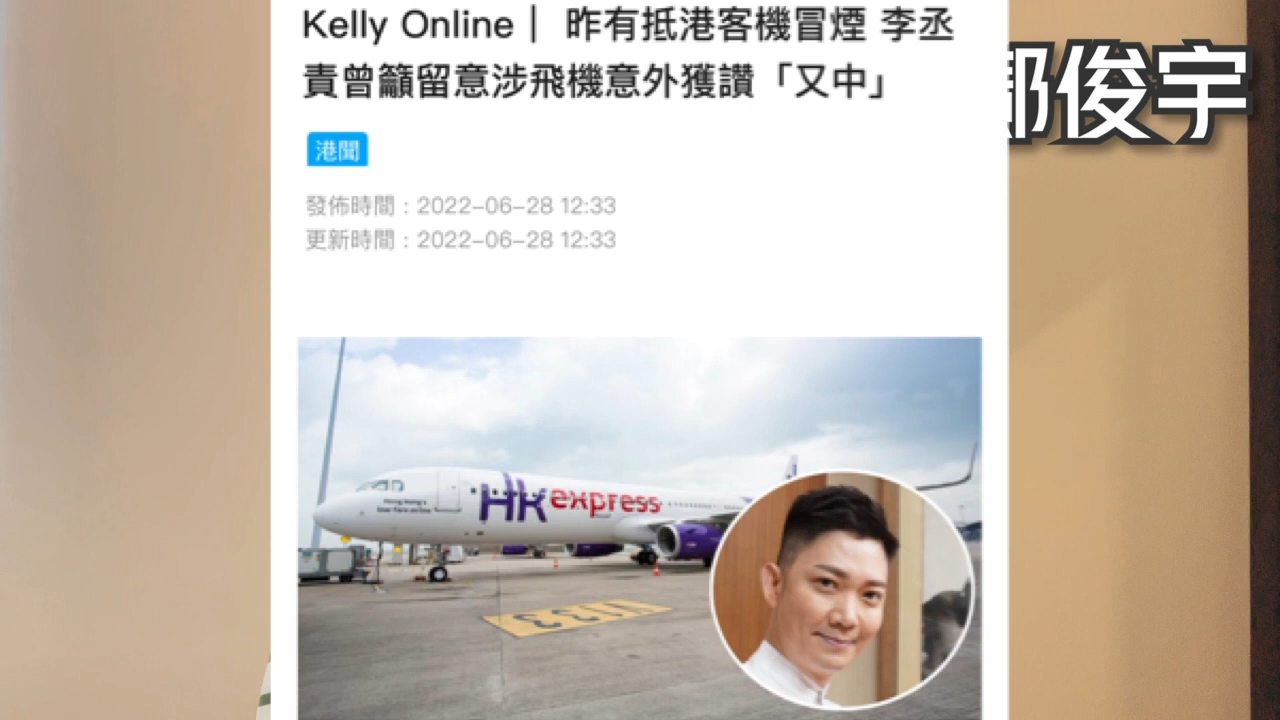 Kelly Online｜ 昨有抵港客機冒煙 李丞
責曾籲留意涉飛機意外獲讚「又中」
俊宇
港聞
發佈時間：2022-06-28 12:33
更新時間：2022-06-28 12:33
HK express